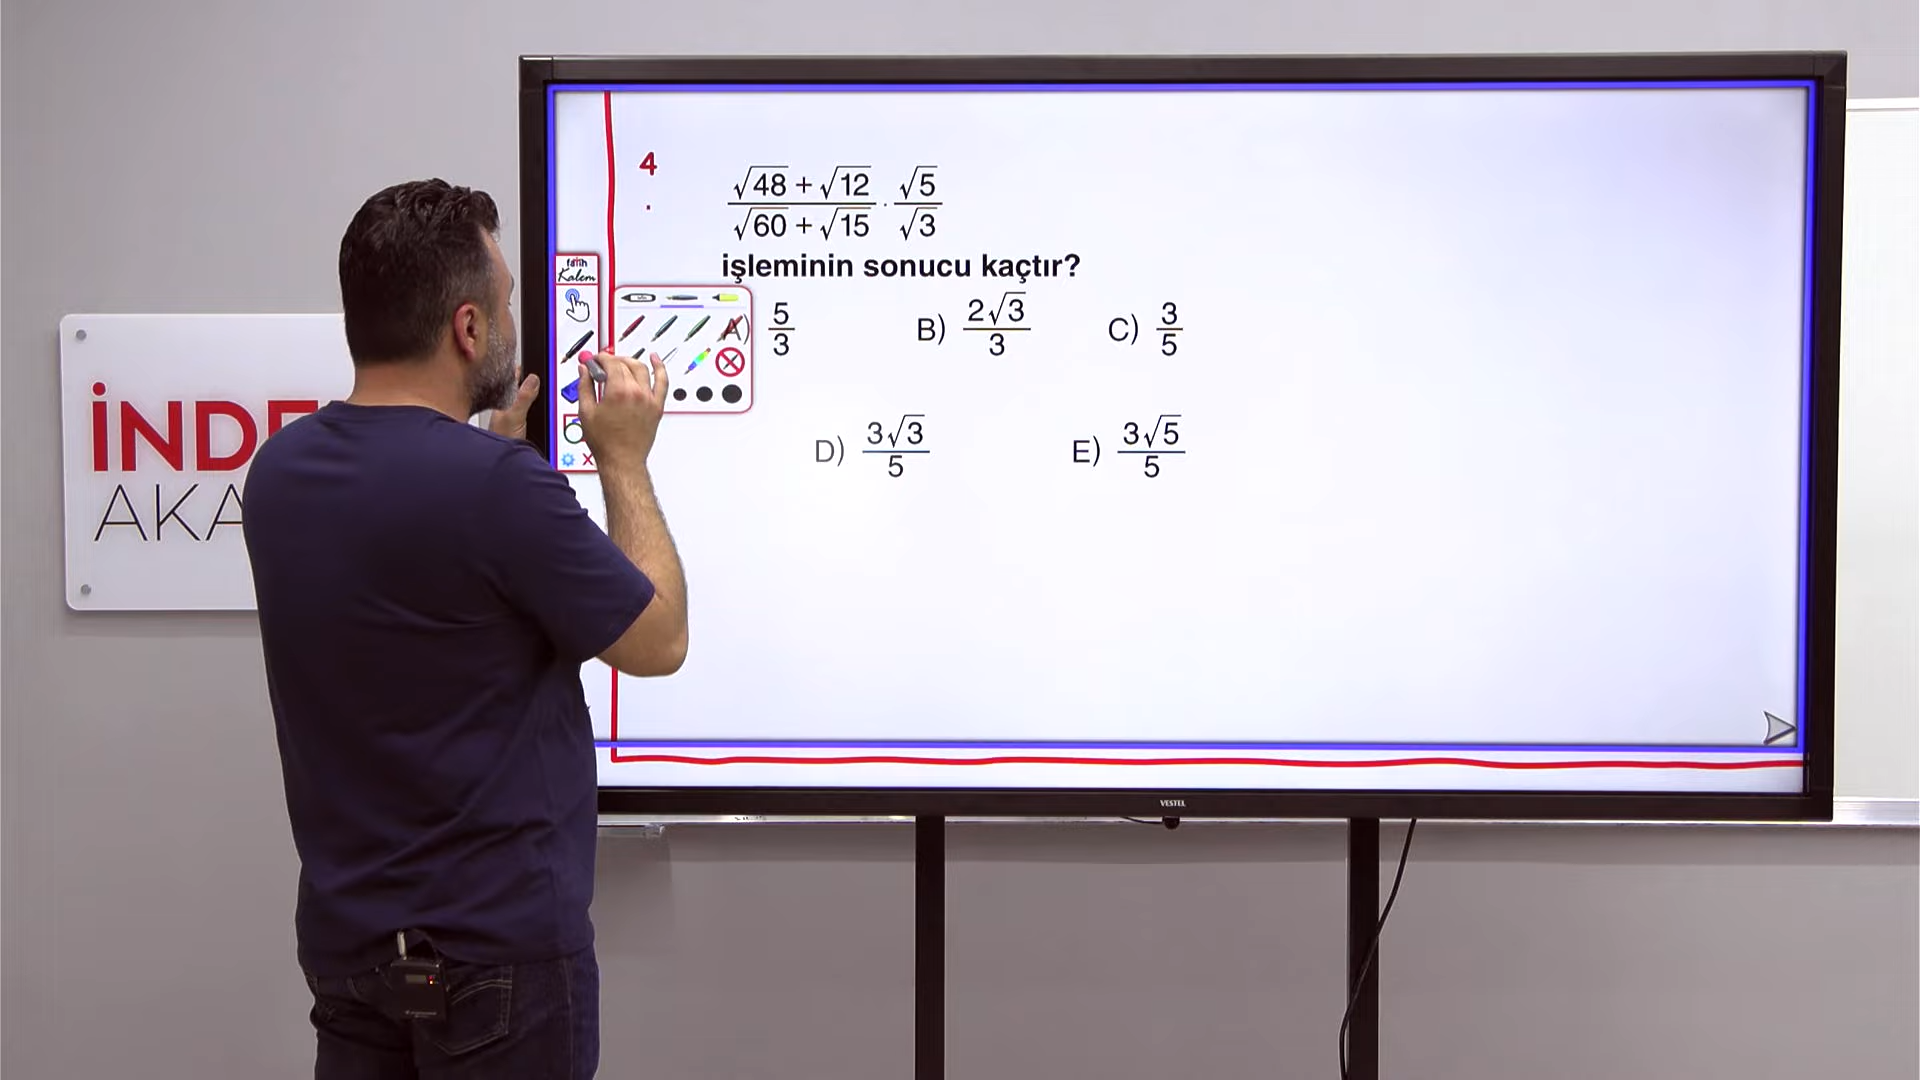 4
.
√48 + √12 / √60 + √15 · √5 / √3
işleminin sonucu kaçtır?
A) 5/3 B) 2√3/3 C) 3/5
D) 3√3/5 E) 3√5/5
fatih
Kalem
İNDE
AKA
VESTEL